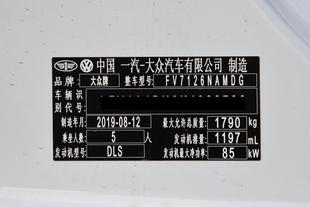 中国 一汽-大众汽车有限公司 制造
品牌 大众牌 整车型号 FV7126NAMDG
车辆识别代号
制造年月 2019-08-12 最大允许总质量 1790 kg
乘坐人数 5 人 发动机排量 1197 mL
发动机型号 DLS 发动机最大净功率 85 kW